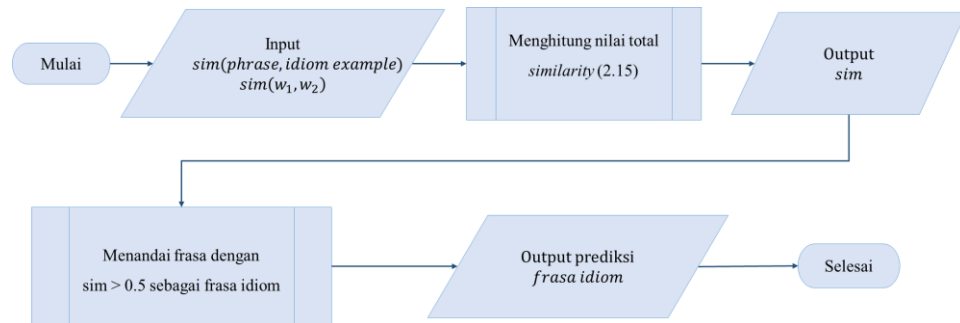 Mulai
Input
sim(phrase, idiom example)
sim(w₁,w₂)
Menghitung nilai total
similarity (2.15)
Output
sim
Menandai frasa dengan
sim > 0.5 sebagai frasa idiom
Output prediksi
frasa idiom
Selesai